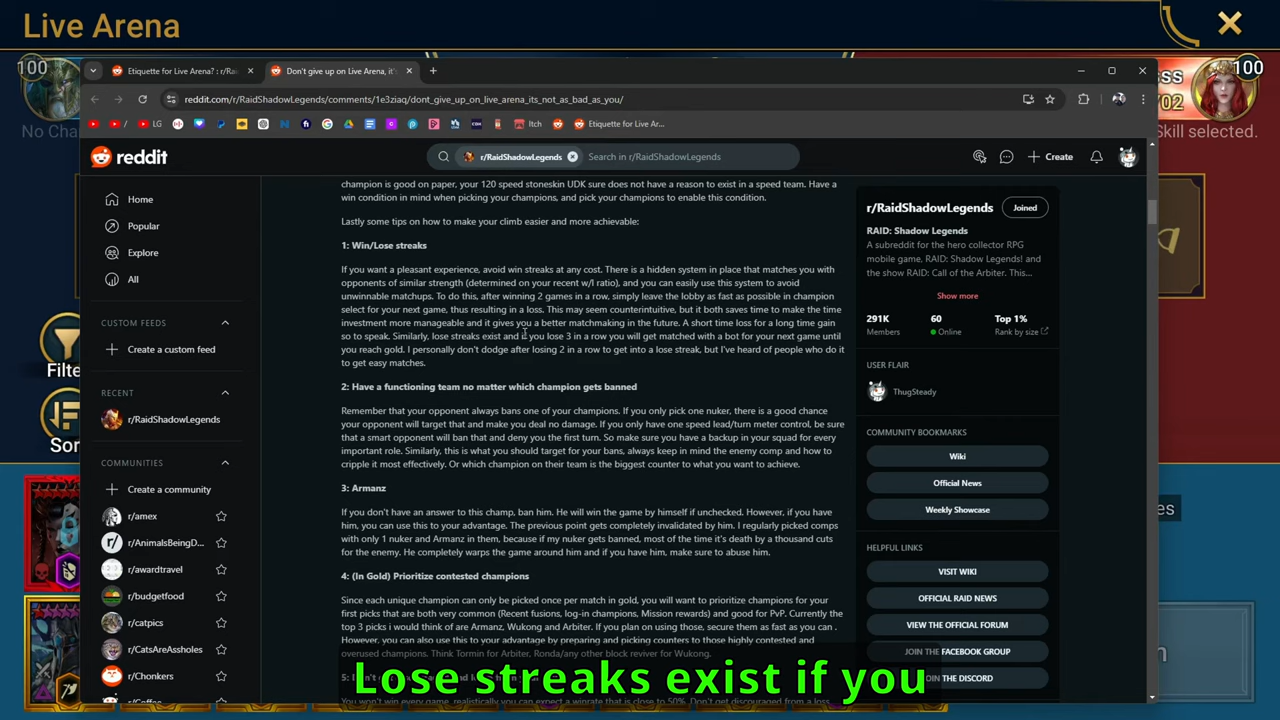 Live Arena
100
No Cha
Filte
Sor
ss
/02
100
Skill selected.
es
n
Etiquette for Live Arena? : r/Rai
Don't give up on Live Arena, it's
reddit.com/r/RaidShadowLegends/comments/1e3ziaq/dont_give_up_on_live_arena_its_not_as_bad_as_you/
/
LG
Itch
Etiquette for Live Ar...
reddit
r/RaidShadowLegends
Search in r/RaidShadowLegends
Create
Home
Popular
Explore
All
CUSTOM FEEDS
Create a custom feed
RECENT
r/RaidShadowLegends
COMMUNITIES
Create a community
r/amex
r/AnimalsBeingD...
r/awardtravel
r/budgetfood
r/catpics
r/CatsAreAssholes
r/Chonkers
r/Coffee
champion is good on paper, your 120 speed stoneskin UDK sure does not have a reason to exist in a speed team. Have a
win condition in mind when picking your champions, and pick your champions to enable this condition.
Lastly some tips on how to make your climb easier and more achievable:
1: Win/Lose streaks
If you want a pleasant experience, avoid win streaks at any cost. There is a hidden system in place that matches you with
opponents of similar strength (determined on your recent w/l ratio), and you can easily use this system to avoid
unwinnable matchups. To do this, after winning 2 games in a row, simply leave the lobby as fast as possible in champion
select for your next game, thus resulting in a loss. This may seem counterintuitive, but it both saves time to make the time
investment more manageable and it gives you a better matchmaking in the future. A short time loss for a long time gain
so to speak. Similarly, lose streaks exist and if you lose 3 in a row you will get matched with a bot for your next game until
you reach gold. I personally don't dodge after losing 2 in a row to get into a lose streak, but I've heard of people who do it
to get easy matches.
2: Have a functioning team no matter which champion gets banned
Remember that your opponent always bans one of your champions. If you only pick one nuker, there is a good chance
your opponent will target that and make you deal no damage. If you only have one speed lead/turn meter control, be sure
that a smart opponent will ban that and deny you the first turn. So make sure you have a backup in your squad for every
important role. Similarly, this is what you should target for your bans, always keep in mind the enemy comp and how to
cripple it most effectively. Or which champion on their team is the biggest counter to what you want to achieve.
3: Armanz
If you don't have an answer to this champ, ban him. He will win the game by himself if unchecked. However, if you have
him, you can use this to your advantage. The previous point gets completely invalidated by him. I regularly picked comps
with only 1 nuker and Armanz in them, because if my nuker gets banned, most of the time it's death by a thousand cuts
for the enemy. He completely warps the game around him and if you have him, make sure to abuse him.
4: (In Gold) Prioritize contested champions
Since each unique champion can only be picked once per match in gold, you will want to prioritize champions for your
first picks that are both very common (Recent fusions, log-in champions, Mission rewards) and good for PvP. Currently the
top 3 picks i would think of are Armanz, Wukong and Arbiter. If you plan on using those, secure them as fast as you can .
However, you can also use this to your advantage by preparing and picking counters to those highly contested and
overused champions. Think Tormin for Arbiter, Ronda/any other block reviver for Wukong.
You won't win every game, realistically you can expect a winrate that is close to 50%. Don't get discouraged from a loss
r/RaidShadowLegends
Joined
RAID: Shadow Legends
A subreddit for the hero collector RPG
mobile game, RAID: Shadow Legends! and
the show RAID: Call of the Arbiter. This...
Show more
291K
Members
60
Online
Top 1%
Rank by size
USER FLAIR
ThugSteady
COMMUNITY BOOKMARKS
Wiki
Official News
Weekly Showcase
HELPFUL LINKS
VISIT WIKI
OFFICIAL RAID NEWS
VIEW THE OFFICIAL FORUM
JOIN THE FACEBOOK GROUP
JOIN THE DISCORD
Lose streaks exist if you